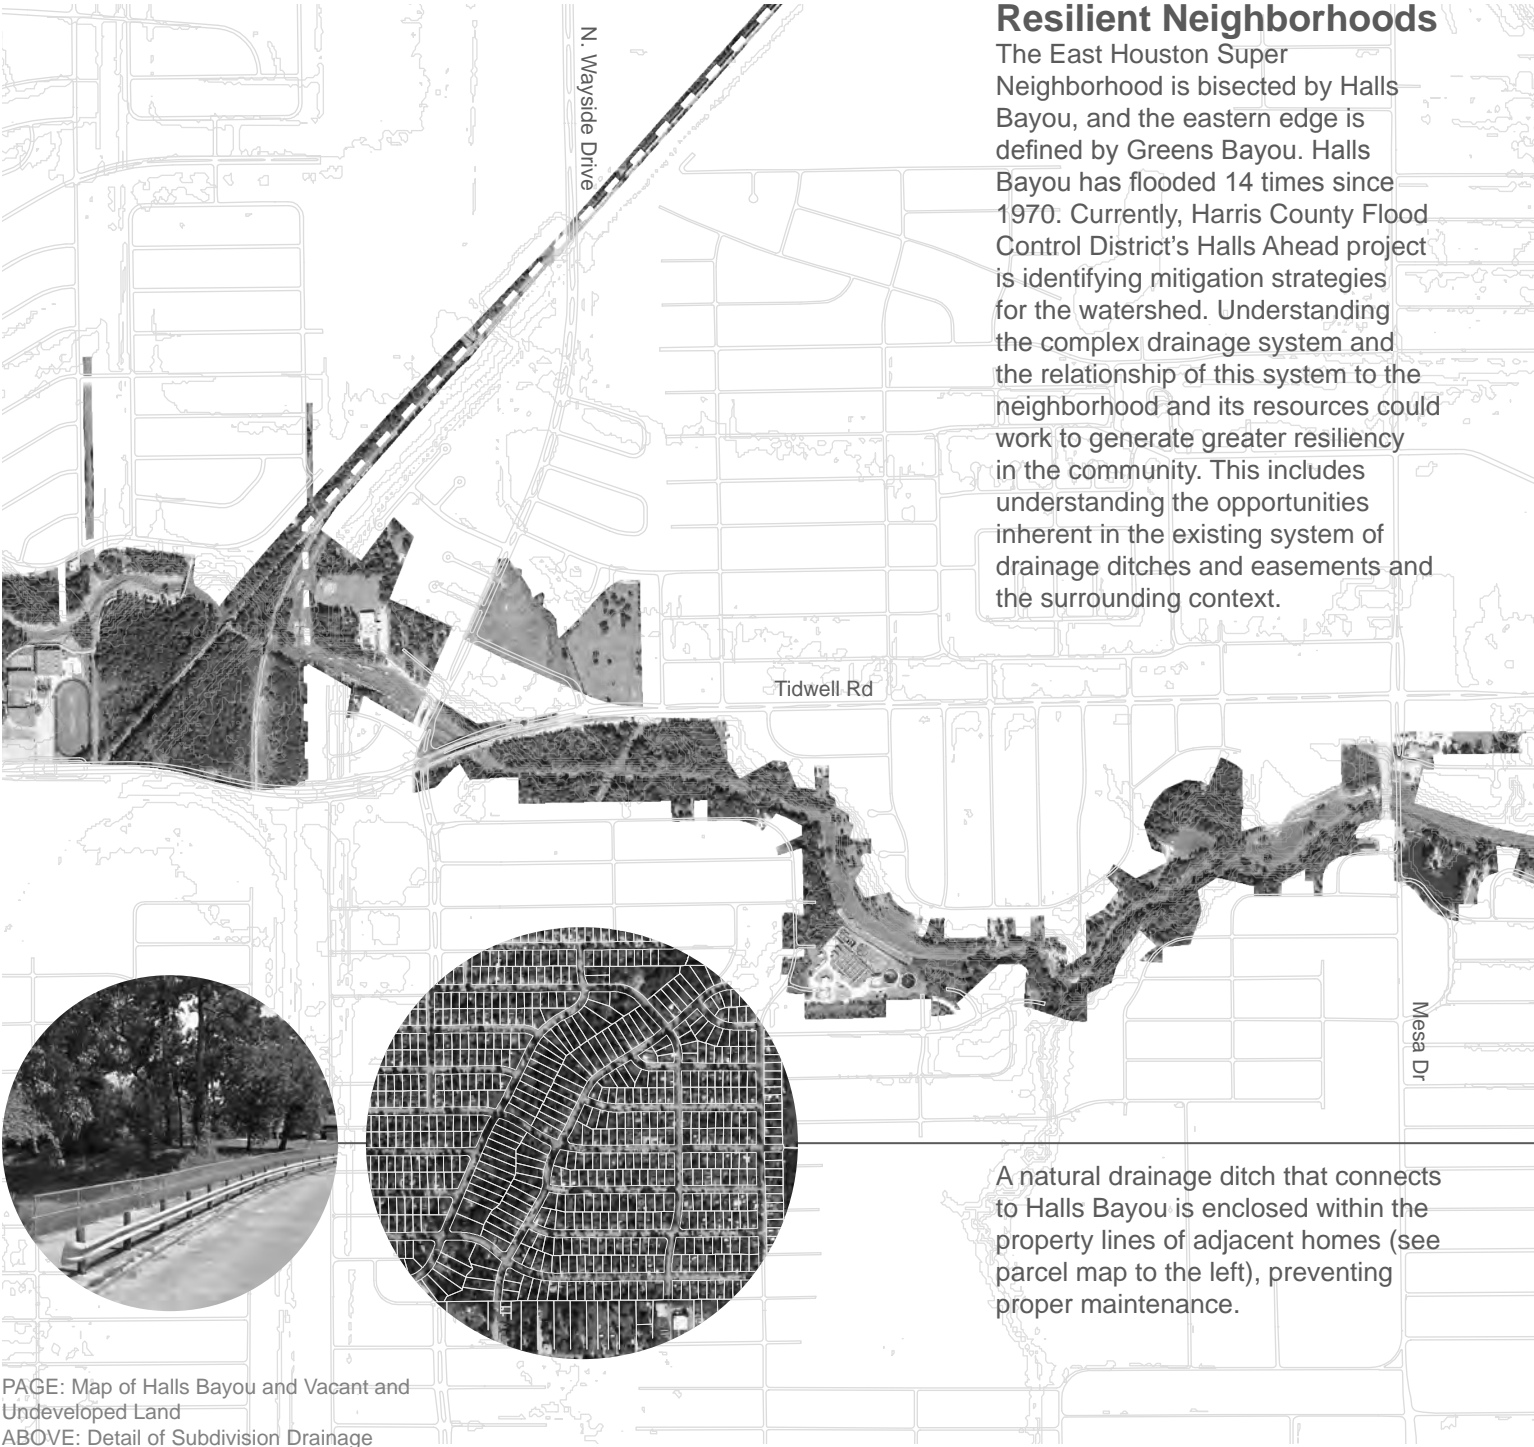 Resilient Neighborhoods
The East Houston Super
Neighborhood is bisected by Halls
Bayou, and the eastern edge is
defined by Greens Bayou. Halls
Bayou has flooded 14 times since
1970. Currently, Harris County Flood
Control District’s Halls Ahead project
is identifying mitigation strategies
for the watershed. Understanding
the complex drainage system and
the relationship of this system to the
neighborhood and its resources could
work to generate greater resiliency
in the community. This includes
understanding the opportunities
inherent in the existing system of
drainage ditches and easements and
the surrounding context.
N. Wayside Drive
Tidwell Rd
Mesa Dr
A natural drainage ditch that connects
to Halls Bayou is enclosed within the
property lines of adjacent homes (see
parcel map to the left), preventing
proper maintenance.
PAGE: Map of Halls Bayou and Vacant and
Undeveloped Land
ABOVE: Detail of Subdivision Drainage